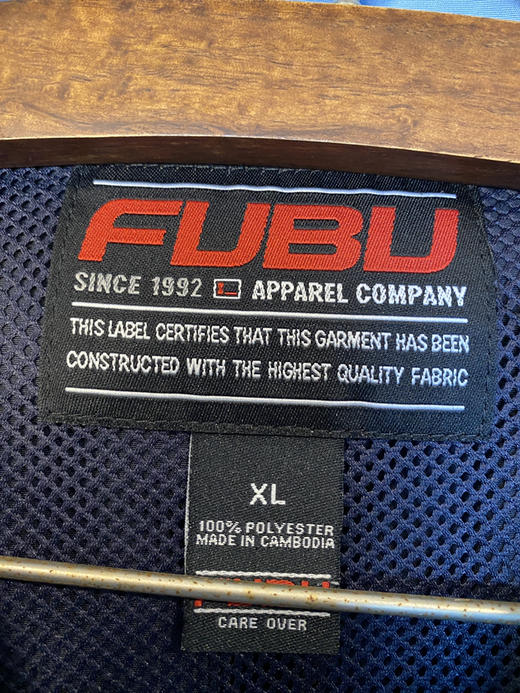 FUBU
SINCE 1992 APPAREL COMPANY
THIS LABEL CERTIFIES THAT THIS GARMENT HAS BEEN
CONSTRUCTED WITH THE HIGHEST QUALITY FABRIC
XL
100% POLYESTER
MADE IN CAMBODIA
FUBU
CARE OVER